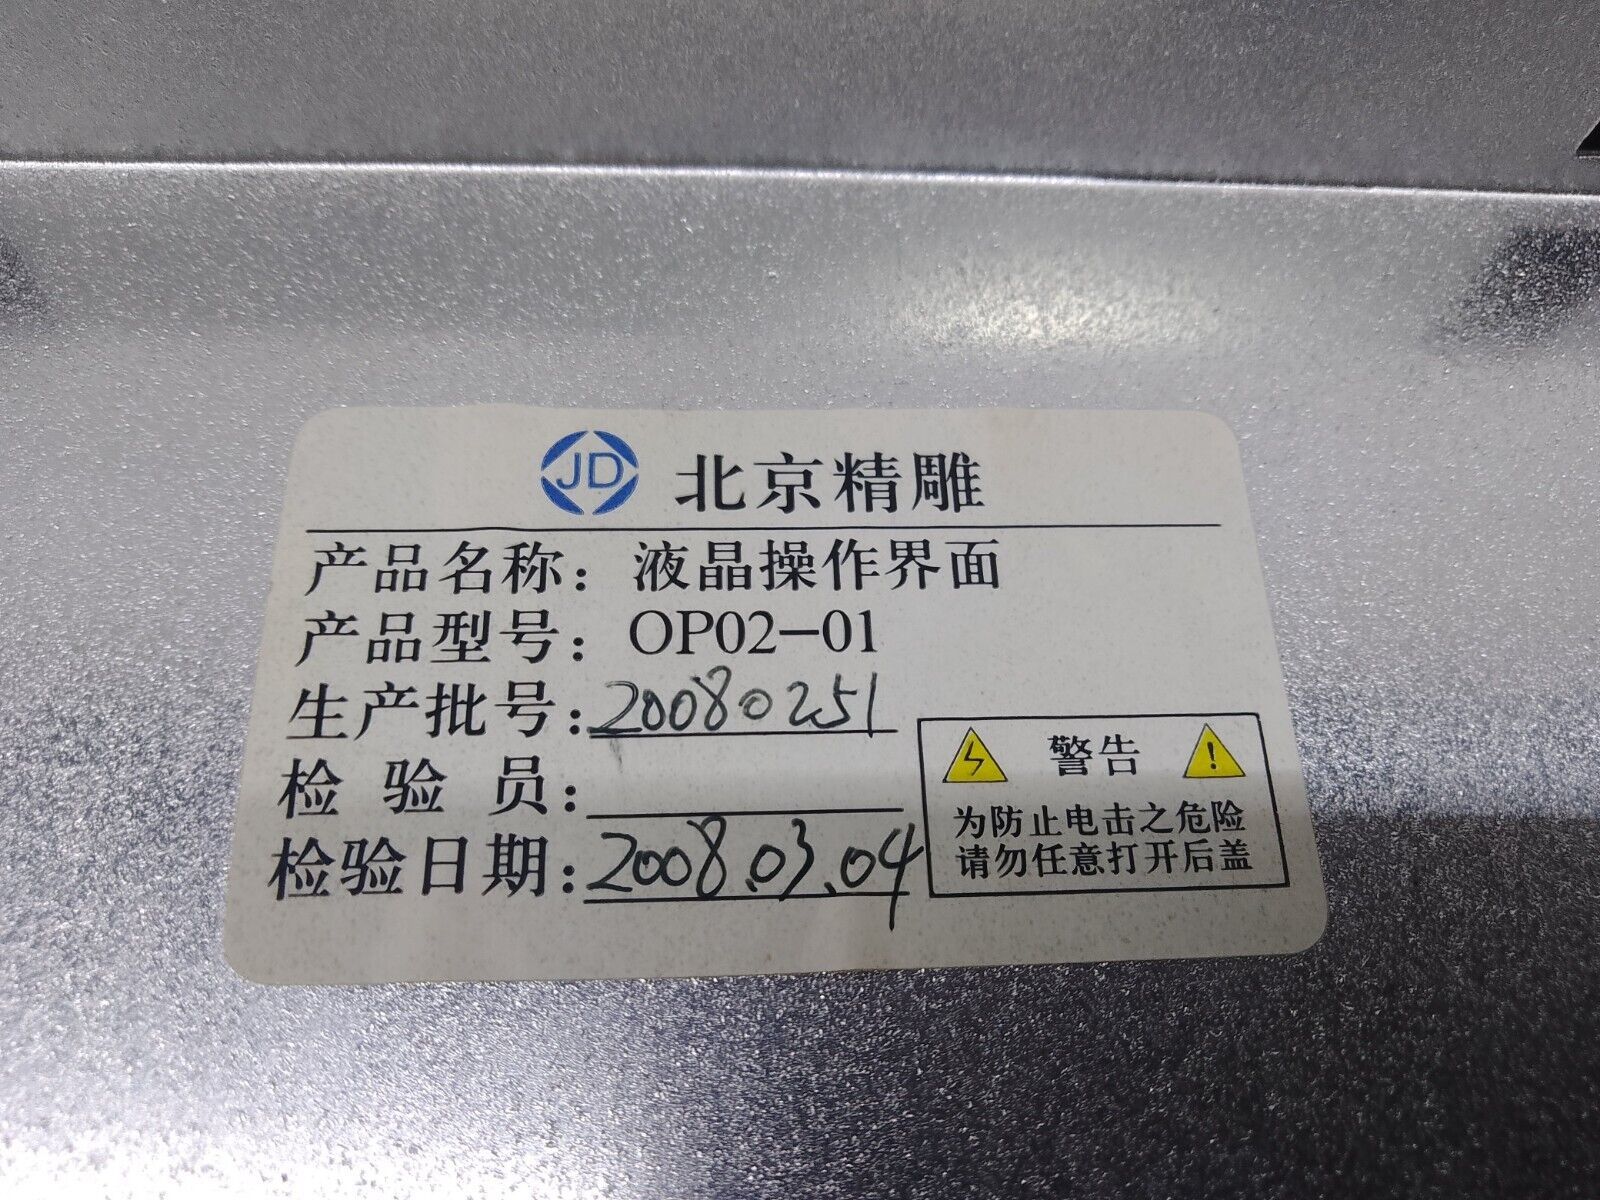 JD 北京精雕
产品名称：液晶操作界面
产品型号：OP02-01
生产批号：20080251
检 验 员：
检验日期：2008.03.04
警告
为防止电击之危险
请勿任意打开后盖